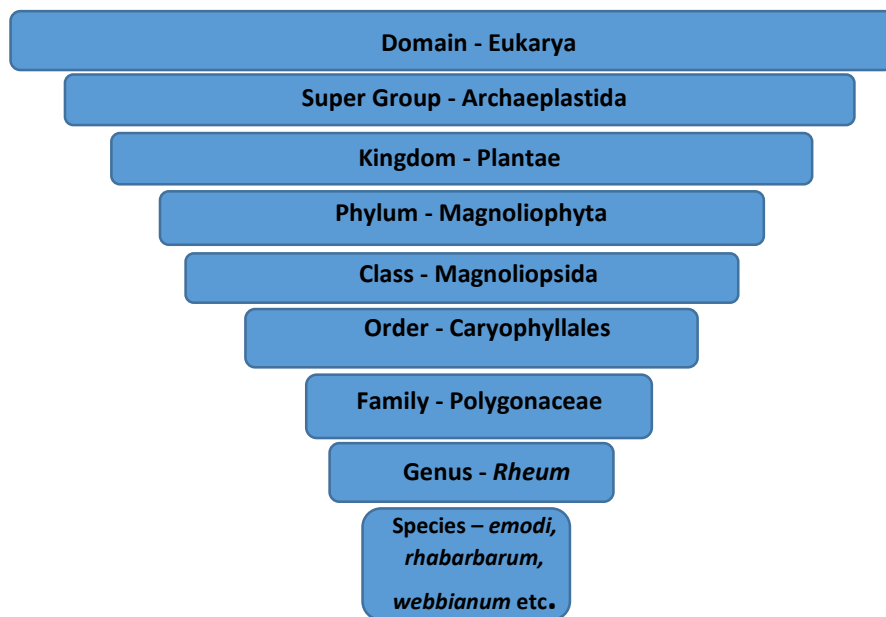 Domain - Eukarya
Super Group - Archaeplastida
Kingdom - Plantae
Phylum - Magnoliophyta
Class - Magnoliopsida
Order - Caryophyllales
Family - Polygonaceae
Genus - Rheum
Species – emodi,
rhabarbarum,
webbianum etc.